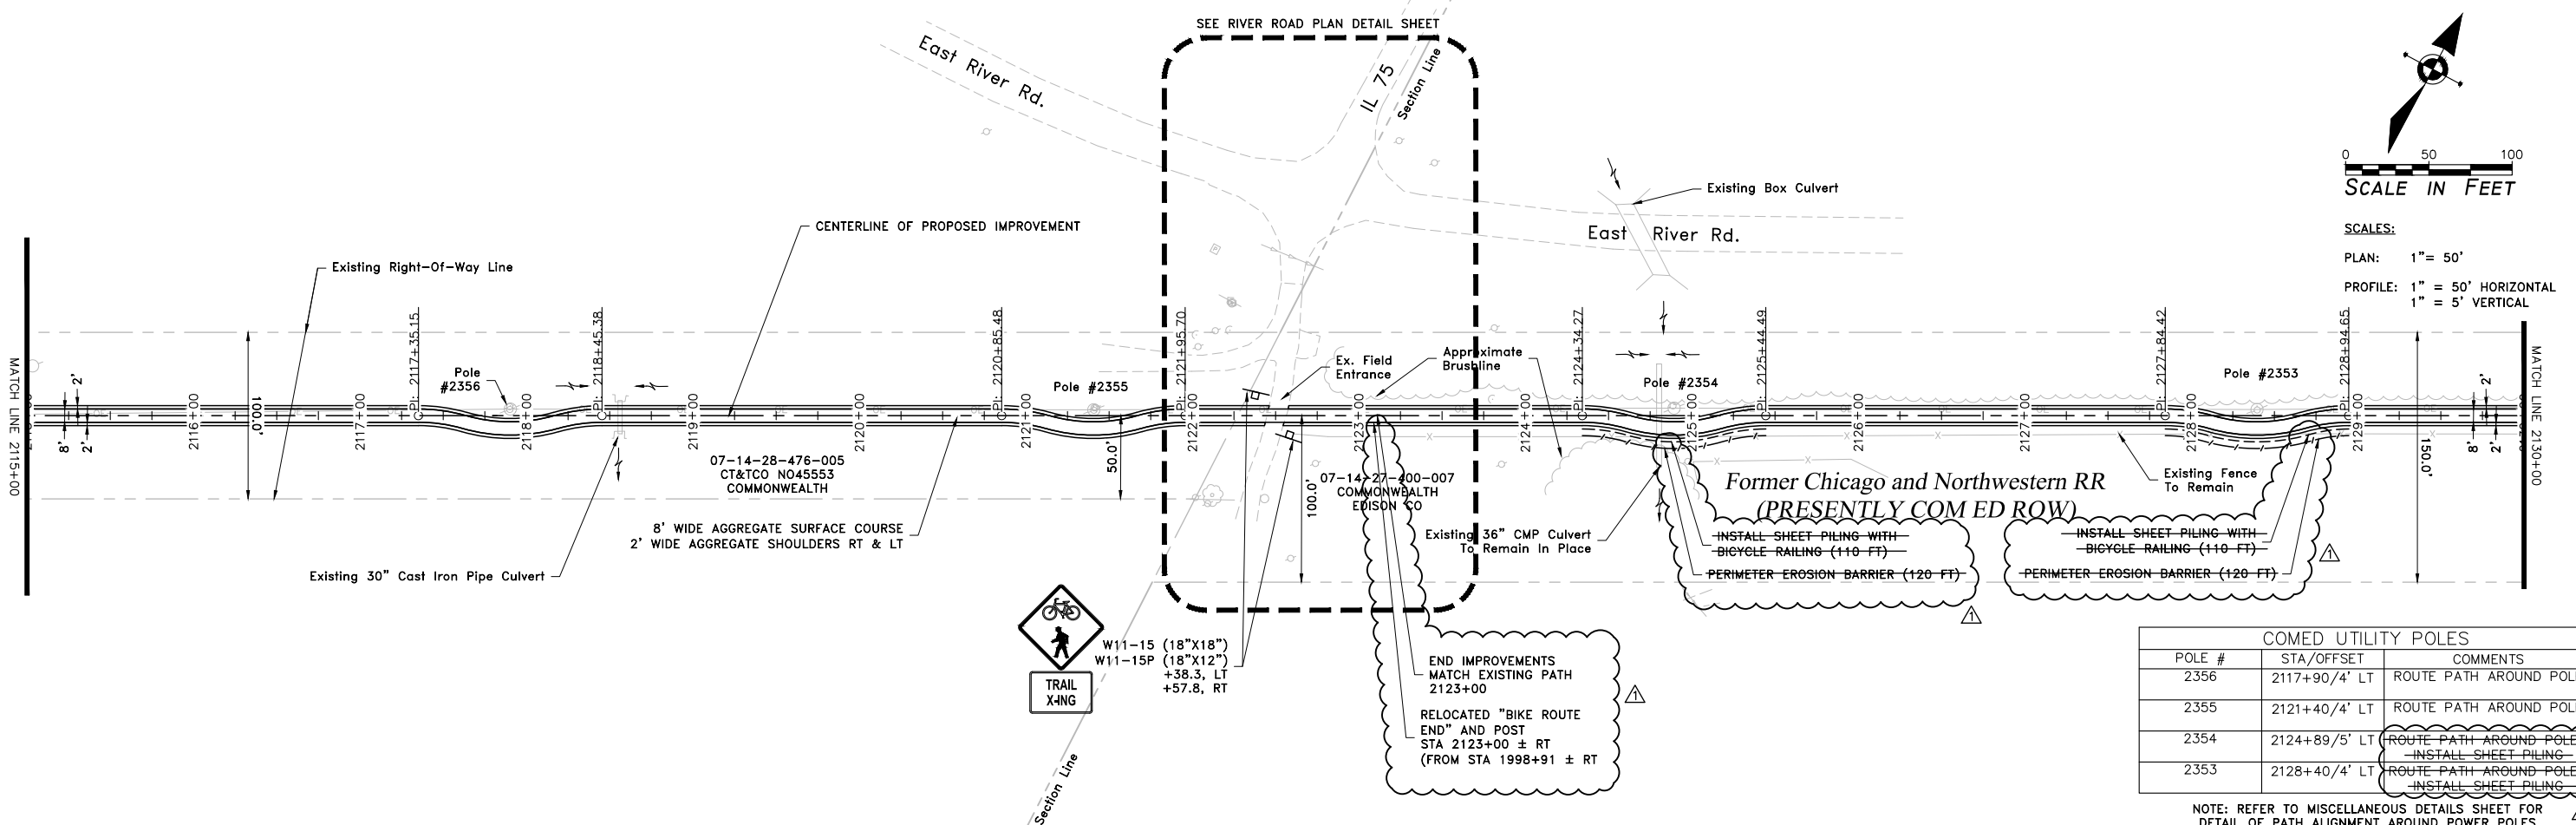 SEE RIVER ROAD PLAN DETAIL SHEET
East River Rd.
IL 75
Section Line
0 50 100
SCALE IN FEET
SCALES:
PLAN: 1"= 50'
PROFILE: 1" = 50' HORIZONTAL
1" = 5' VERTICAL
Existing Box Culvert
East River Rd.
CENTERLINE OF PROPOSED IMPROVEMENT
Existing Right-Of-Way Line
MATCH LINE 2115+00
MATCH LINE 2130+00
PI: 2117+35.15
PI: 2118+45.38
PI: 2120+85.48
PI: 2121+95.70
PI: 2124+34.27
PI: 2125+44.49
PI: 2127+84.42
PI: 2128+94.65
Pole
#2356
Pole #2355
Ex. Field
Entrance
Approximate
Brushline
Pole #2354
Pole #2353
2'
8'
2'
100.0'
2116+00
2117+00
2118+00
2119+00
2120+00
2121+00
2122+00
2123+00
2124+00
2125+00
2126+00
2127+00
2128+00
2129+00
50.0'
100.0'
150.0'
2'
8'
2'
07-14-28-476-005
CT&TCO NO45553
COMMONWEALTH
07-14-27-400-007
COMMONWEALTH
EDISON CO
Former Chicago and Northwestern RR
(PRESENTLY COM ED ROW)
Existing Fence
To Remain
8' WIDE AGGREGATE SURFACE COURSE
2' WIDE AGGREGATE SHOULDERS RT & LT
Existing 30" Cast Iron Pipe Culvert
Existing 36" CMP Culvert
To Remain In Place
INSTALL SHEET PILING WITH
BICYCLE RAILING (110 FT)
PERIMETER EROSION BARRIER (120 FT)
1
INSTALL SHEET PILING WITH
BICYCLE RAILING (110 FT)
PERIMETER EROSION BARRIER (120 FT)
1
TRAIL
X-ING
W11-15 (18"X18")
W11-15P (18"X12")
+38.3, LT
+57.8, RT
END IMPROVEMENTS
MATCH EXISTING PATH
2123+00
RELOCATED "BIKE ROUTE
END" AND POST
STA 2123+00 ± RT
(FROM STA 1998+91 ± RT
1
Section Line
COMED UTILITY POLES
POLE # STA/OFFSET COMMENTS
2356 2117+90/4' LT ROUTE PATH AROUND POLE
2355 2121+40/4' LT ROUTE PATH AROUND POLE
2354 2124+89/5' LT ROUTE PATH AROUND POLE
INSTALL SHEET PILING
2353 2128+40/4' LT ROUTE PATH AROUND POLE
INSTALL SHEET PILING
NOTE: REFER TO MISCELLANEOUS DETAILS SHEET FOR
DETAIL OF PATH ALIGNMENT AROUND POWER POLES